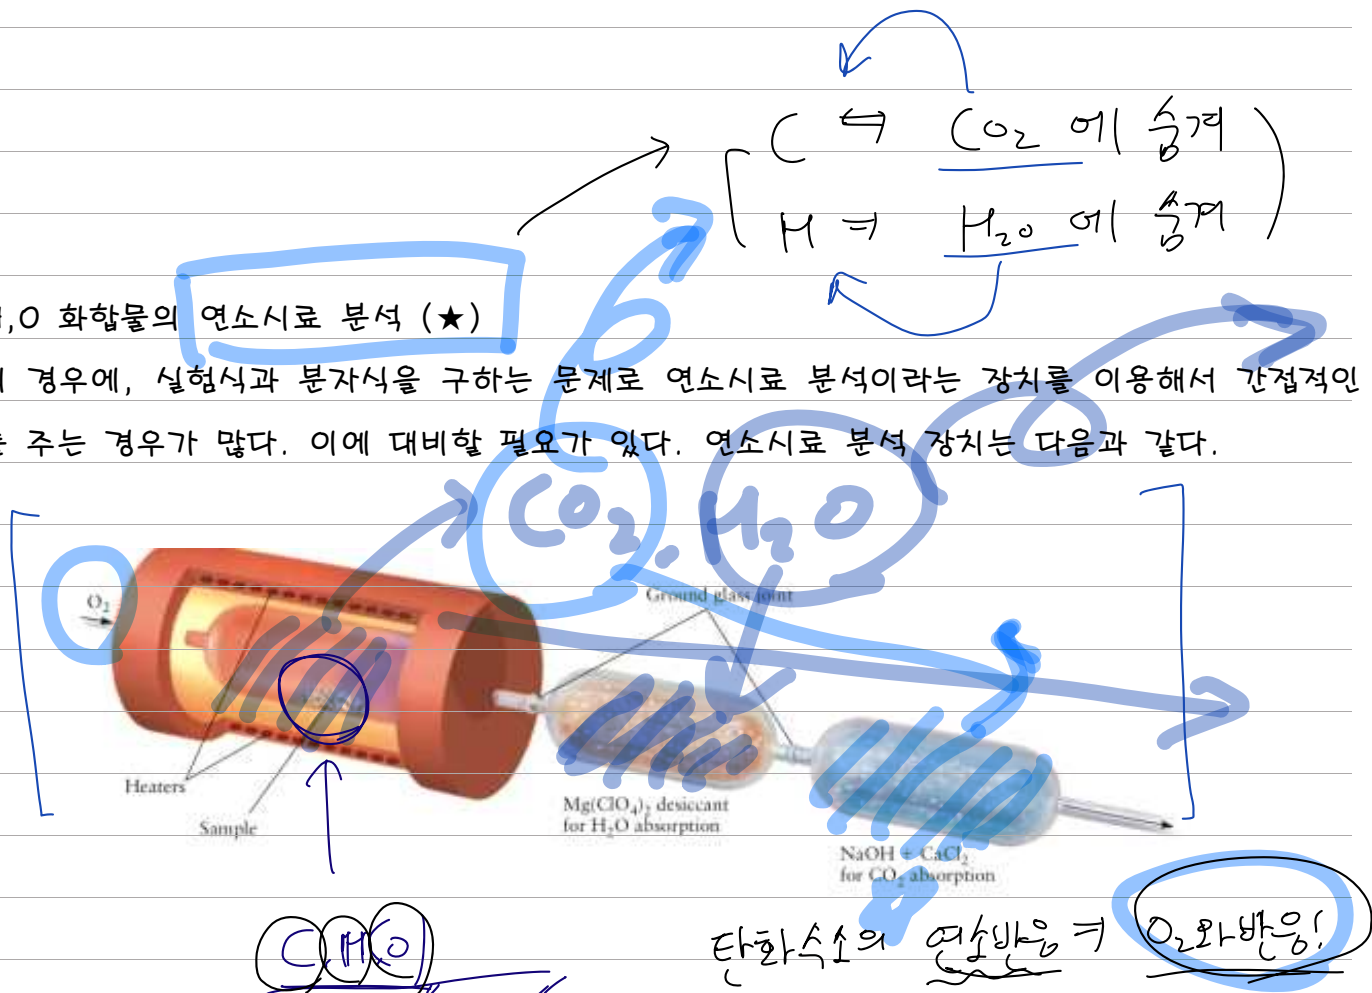 C ⇔ CO₂ 에 숨겨
H ⇒ H₂O 에 숨겨
,O 화합물의 연소시료 분석 (★)
경우에, 실험식과 분자식을 구하는 문제로 연소시료 분석이라는 장치를 이용해서 간접적인
주는 경우가 많다. 이에 대비할 필요가 있다. 연소시료 분석 장치는 다음과 같다.
CO₂. H₂O
O₂
Ground glass joint
Heaters
Sample
Mg(ClO₄)₂ desiccant
for H₂O absorption
NaOH + CaCl₂
for CO₂ absorption
C H O
탄화수소의 연소반응 ⇒ O₂와반응!